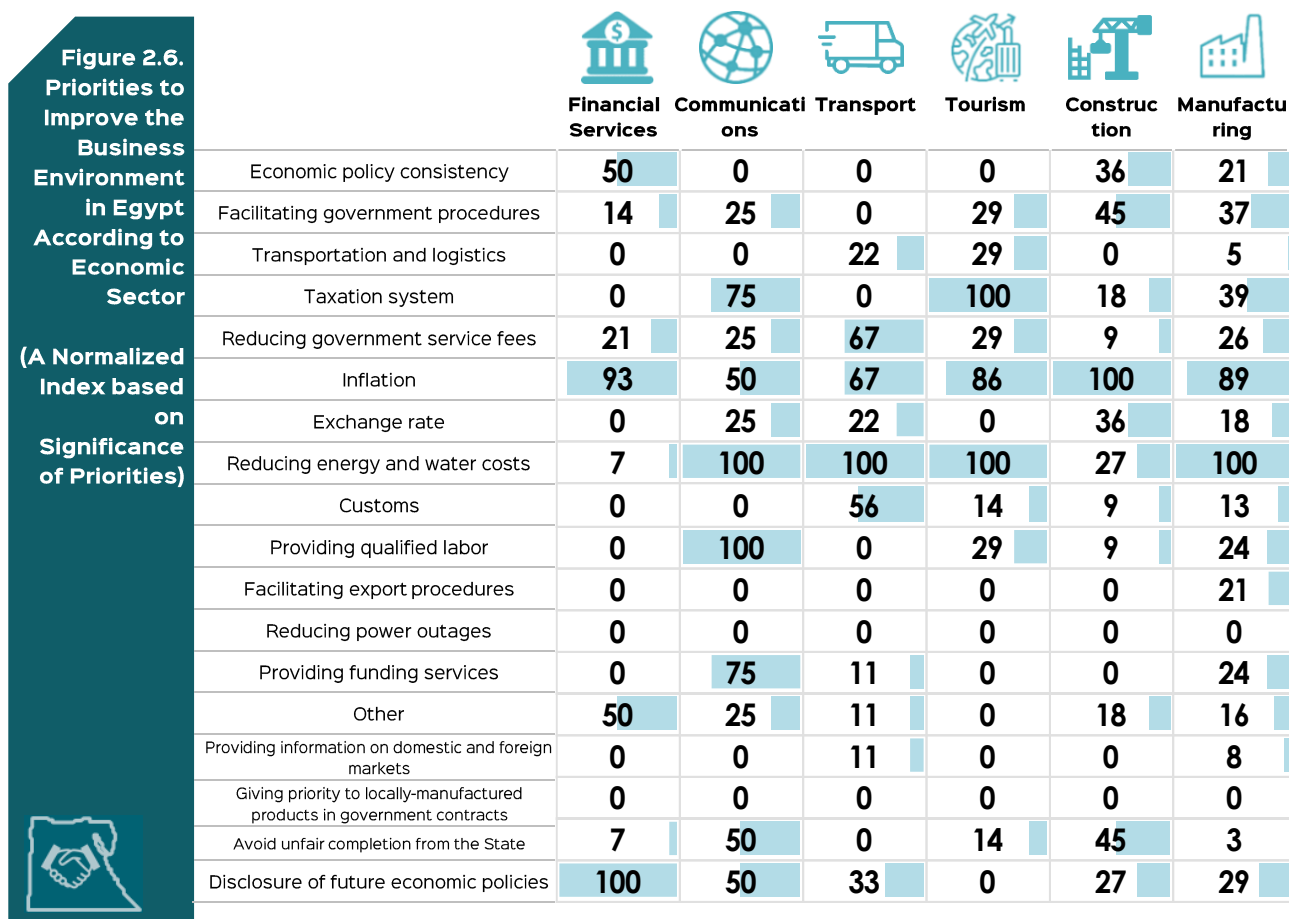 Figure 2.6.
Priorities to
Improve the
Business
Environment
in Egypt
According to
Economic
Sector
(A Normalized
Index based
on
Significance
of Priorities)
$
Financial Communicati Transport Tourism Construc Manufactu
Services ons tion ring
Economic policy consistency 50 0 0 0 36 21
Facilitating government procedures 14 25 0 29 45 37
Transportation and logistics 0 0 22 29 0 5
Taxation system 0 75 0 100 18 39
Reducing government service fees 21 25 67 29 9 26
Inflation 93 50 67 86 100 89
Exchange rate 0 25 22 0 36 18
Reducing energy and water costs 7 100 100 100 27 100
Customs 0 0 56 14 9 13
Providing qualified labor 0 100 0 29 9 24
Facilitating export procedures 0 0 0 0 0 21
Reducing power outages 0 0 0 0 0 0
Providing funding services 0 75 11 0 0 24
Other 50 25 11 0 18 16
Providing information on domestic and foreign
markets 0 0 11 0 0 8
Giving priority to locally-manufactured
products in government contracts 0 0 0 0 0 0
Avoid unfair completion from the State 7 50 0 14 45 3
Disclosure of future economic policies 100 50 33 0 27 29